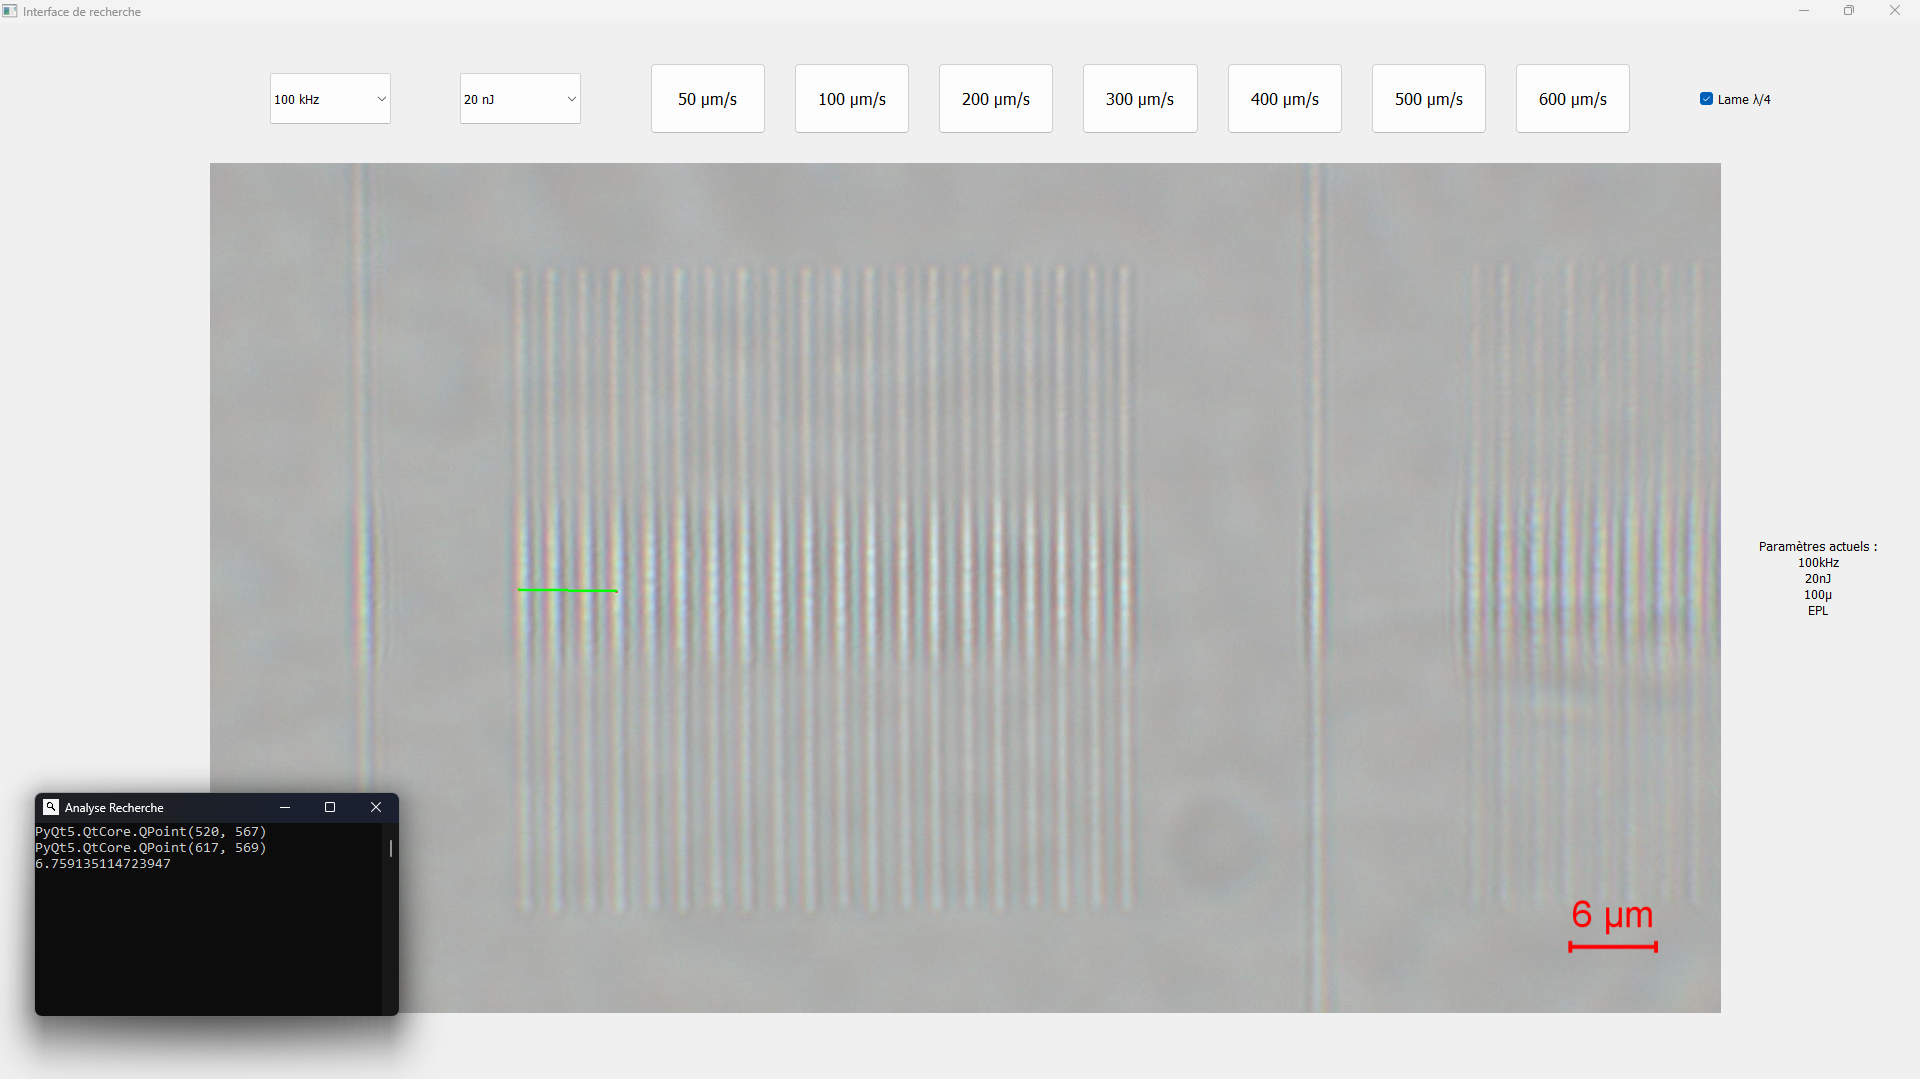 Interface de recherche
100 kHz
20 nJ
50 µm/s
100 µm/s
200 µm/s
300 µm/s
400 µm/s
500 µm/s
600 µm/s
Lame λ/4
Paramètres actuels :
100kHz
20nJ
100µ
EPL
Analyse Recherche
PyQt5.QtCore.QPoint(520, 567)
PyQt5.QtCore.QPoint(617, 569)
6.759135114723947
6 µm